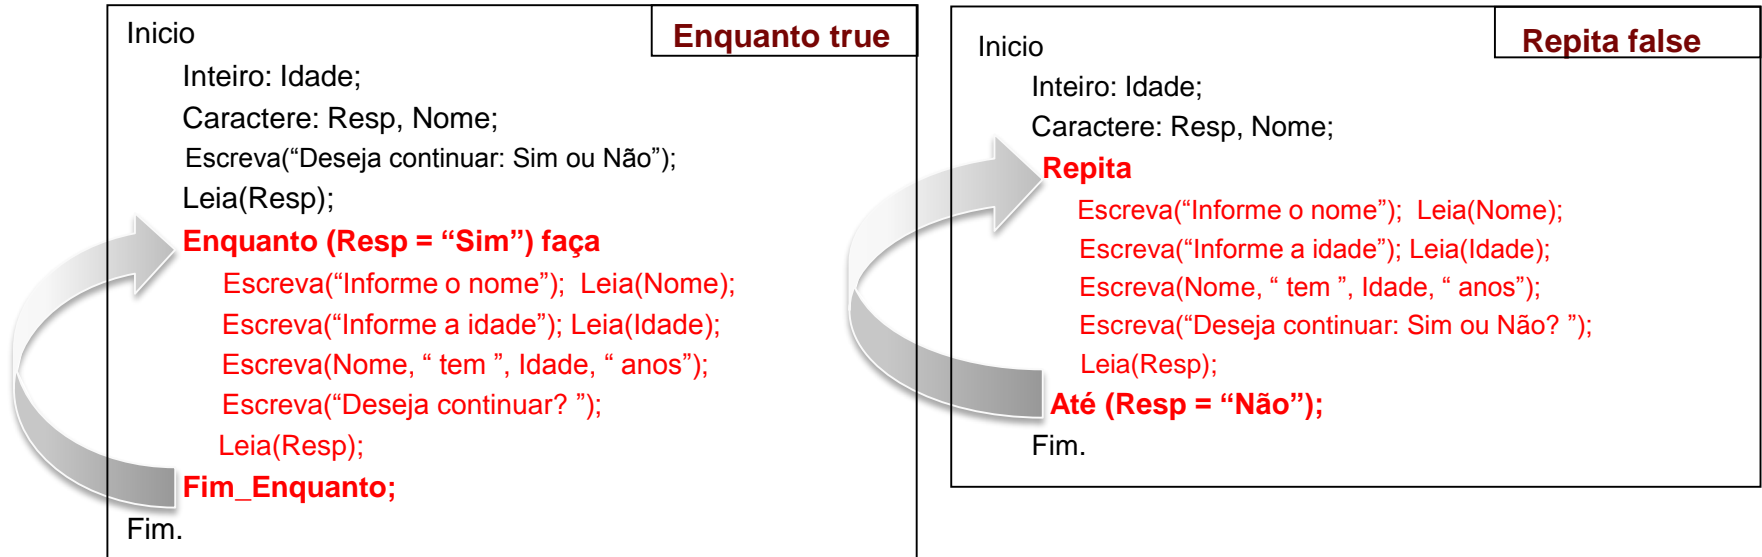 Enquanto true
Inicio
Inteiro: Idade;
Caractere: Resp, Nome;
Escreva(“Deseja continuar: Sim ou Não”);
Leia(Resp);
Enquanto (Resp = “Sim”) faça
Escreva(“Informe o nome”);  Leia(Nome);
Escreva(“Informe a idade”); Leia(Idade);
Escreva(Nome, “ tem ”, Idade, “ anos”);
Escreva(“Deseja continuar? ”);
Leia(Resp);
Fim_Enquanto;
Fim.
Repita false
Inicio
Inteiro: Idade;
Caractere: Resp, Nome;
Repita
Escreva(“Informe o nome”);  Leia(Nome);
Escreva(“Informe a idade”); Leia(Idade);
Escreva(Nome, “ tem ”, Idade, “ anos”);
Escreva(“Deseja continuar: Sim ou Não? ”);
Leia(Resp);
Até (Resp = “Não”);
Fim.